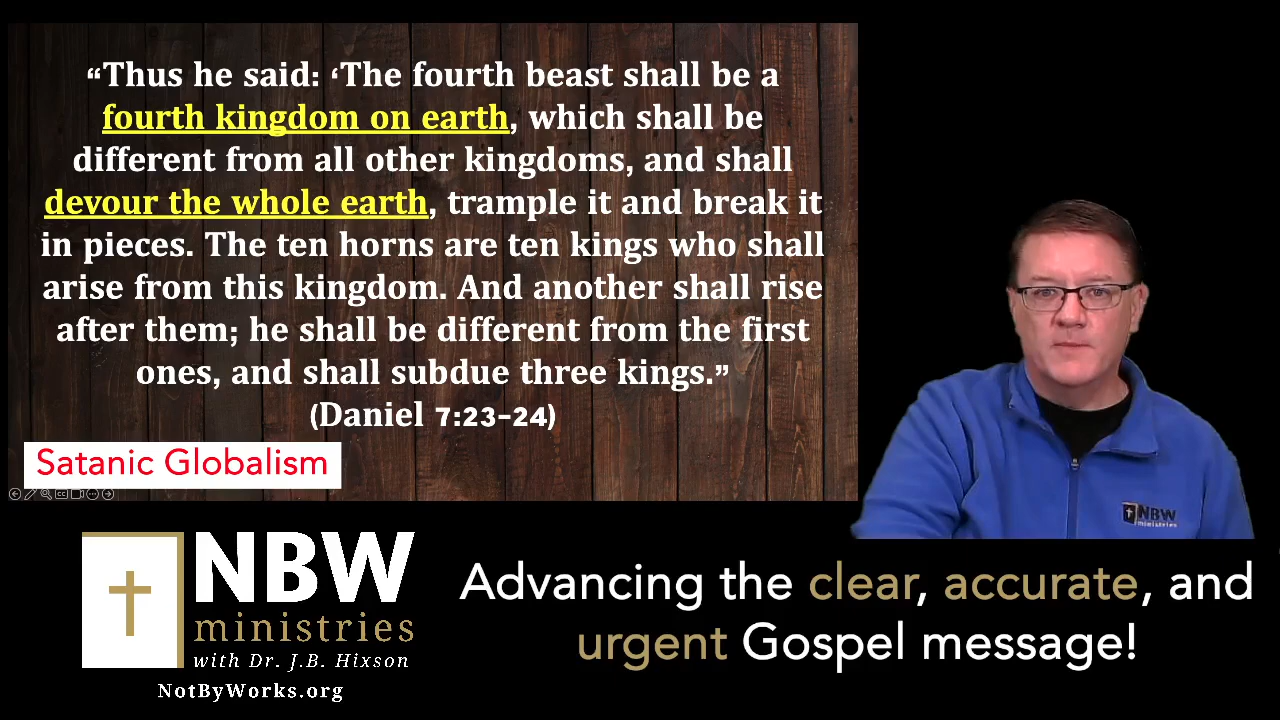 “Thus he said: ‘The fourth beast shall be a
fourth kingdom on earth, which shall be
different from all other kingdoms, and shall
devour the whole earth, trample it and break it
in pieces. The ten horns are ten kings who shall
arise from this kingdom. And another shall rise
after them; he shall be different from the first
ones, and shall subdue three kings.”
(Daniel 7:23-24)
Satanic Globalism
NBW
ministries
with Dr. J.B. Hixson
NotByWorks.org
Advancing the clear, accurate, and
urgent Gospel message!
NBW
ministries